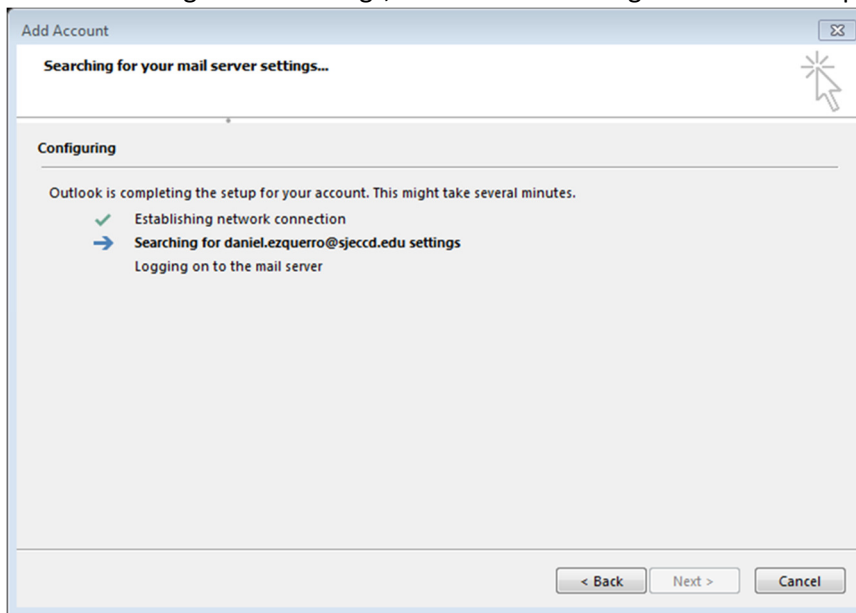 Add Account
Searching for your mail server settings...
Configuring
Outlook is completing the setup for your account. This might take several minutes.
Establishing network connection
Searching for daniel.ezquerro@sjeccd.edu settings
Logging on to the mail server
< Back Next > Cancel